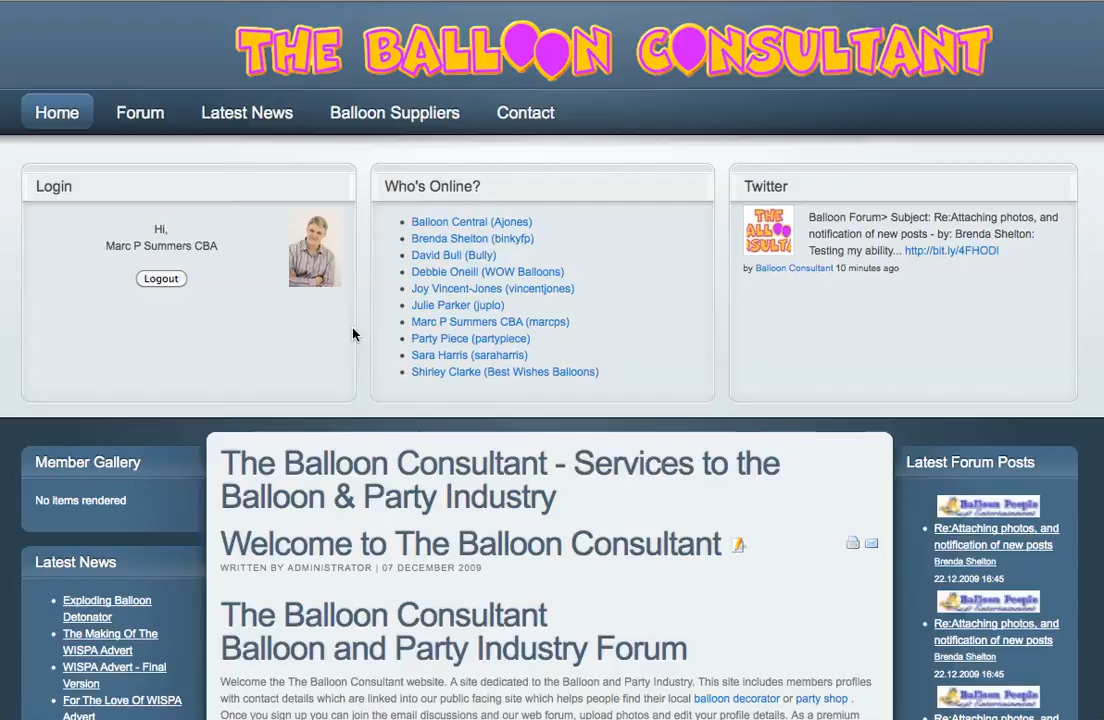 THE BALLOON CONSULTANT
Home Forum Latest News Balloon Suppliers Contact
Login
Hi,
Marc P Summers CBA
Logout
Who's Online?
Balloon Central (Ajones)
Brenda Shelton (binkyfp)
David Bull (Bully)
Debbie Oneill (WOW Balloons)
Joy Vincent-Jones (vincentjones)
Julie Parker (juplo)
Marc P Summers CBA (marcps)
Party Piece (partypiece)
Sara Harris (saraharris)
Shirley Clarke (Best Wishes Balloons)
Twitter
Balloon Forum> Subject: Re:Attaching photos, and
notification of new posts - by: Brenda Shelton:
Testing my ability... http://bit.ly/4FHODI
by Balloon Consultant 10 minutes ago
Member Gallery
No items rendered
Latest News
Exploding Balloon
Detonator
The Making Of The
WISPA Advert
WISPA Advert - Final
Version
For The Love Of WISPA
Advert
The Balloon Consultant - Services to the
Balloon & Party Industry
Welcome to The Balloon Consultant
WRITTEN BY ADMINISTRATOR | 07 DECEMBER 2009
The Balloon Consultant
Balloon and Party Industry Forum
Welcome the The Balloon Consultant website. A site dedicated to the Balloon and Party Industry. This site includes members profiles
with contact details which are linked into our public facing site which helps people find their local balloon decorator or party shop .
Once you sign up you can join the email discussions and our web forum, upload photos and edit your profile details. As a premium
Latest Forum Posts
Balloon People
Re:Attaching photos, and
notification of new posts
Brenda Shelton
22.12.2009 16:45
Balloon People
Re:Attaching photos, and
notification of new posts
Brenda Shelton
22.12.2009 16:45
Balloon People
Re:Attaching photos, and